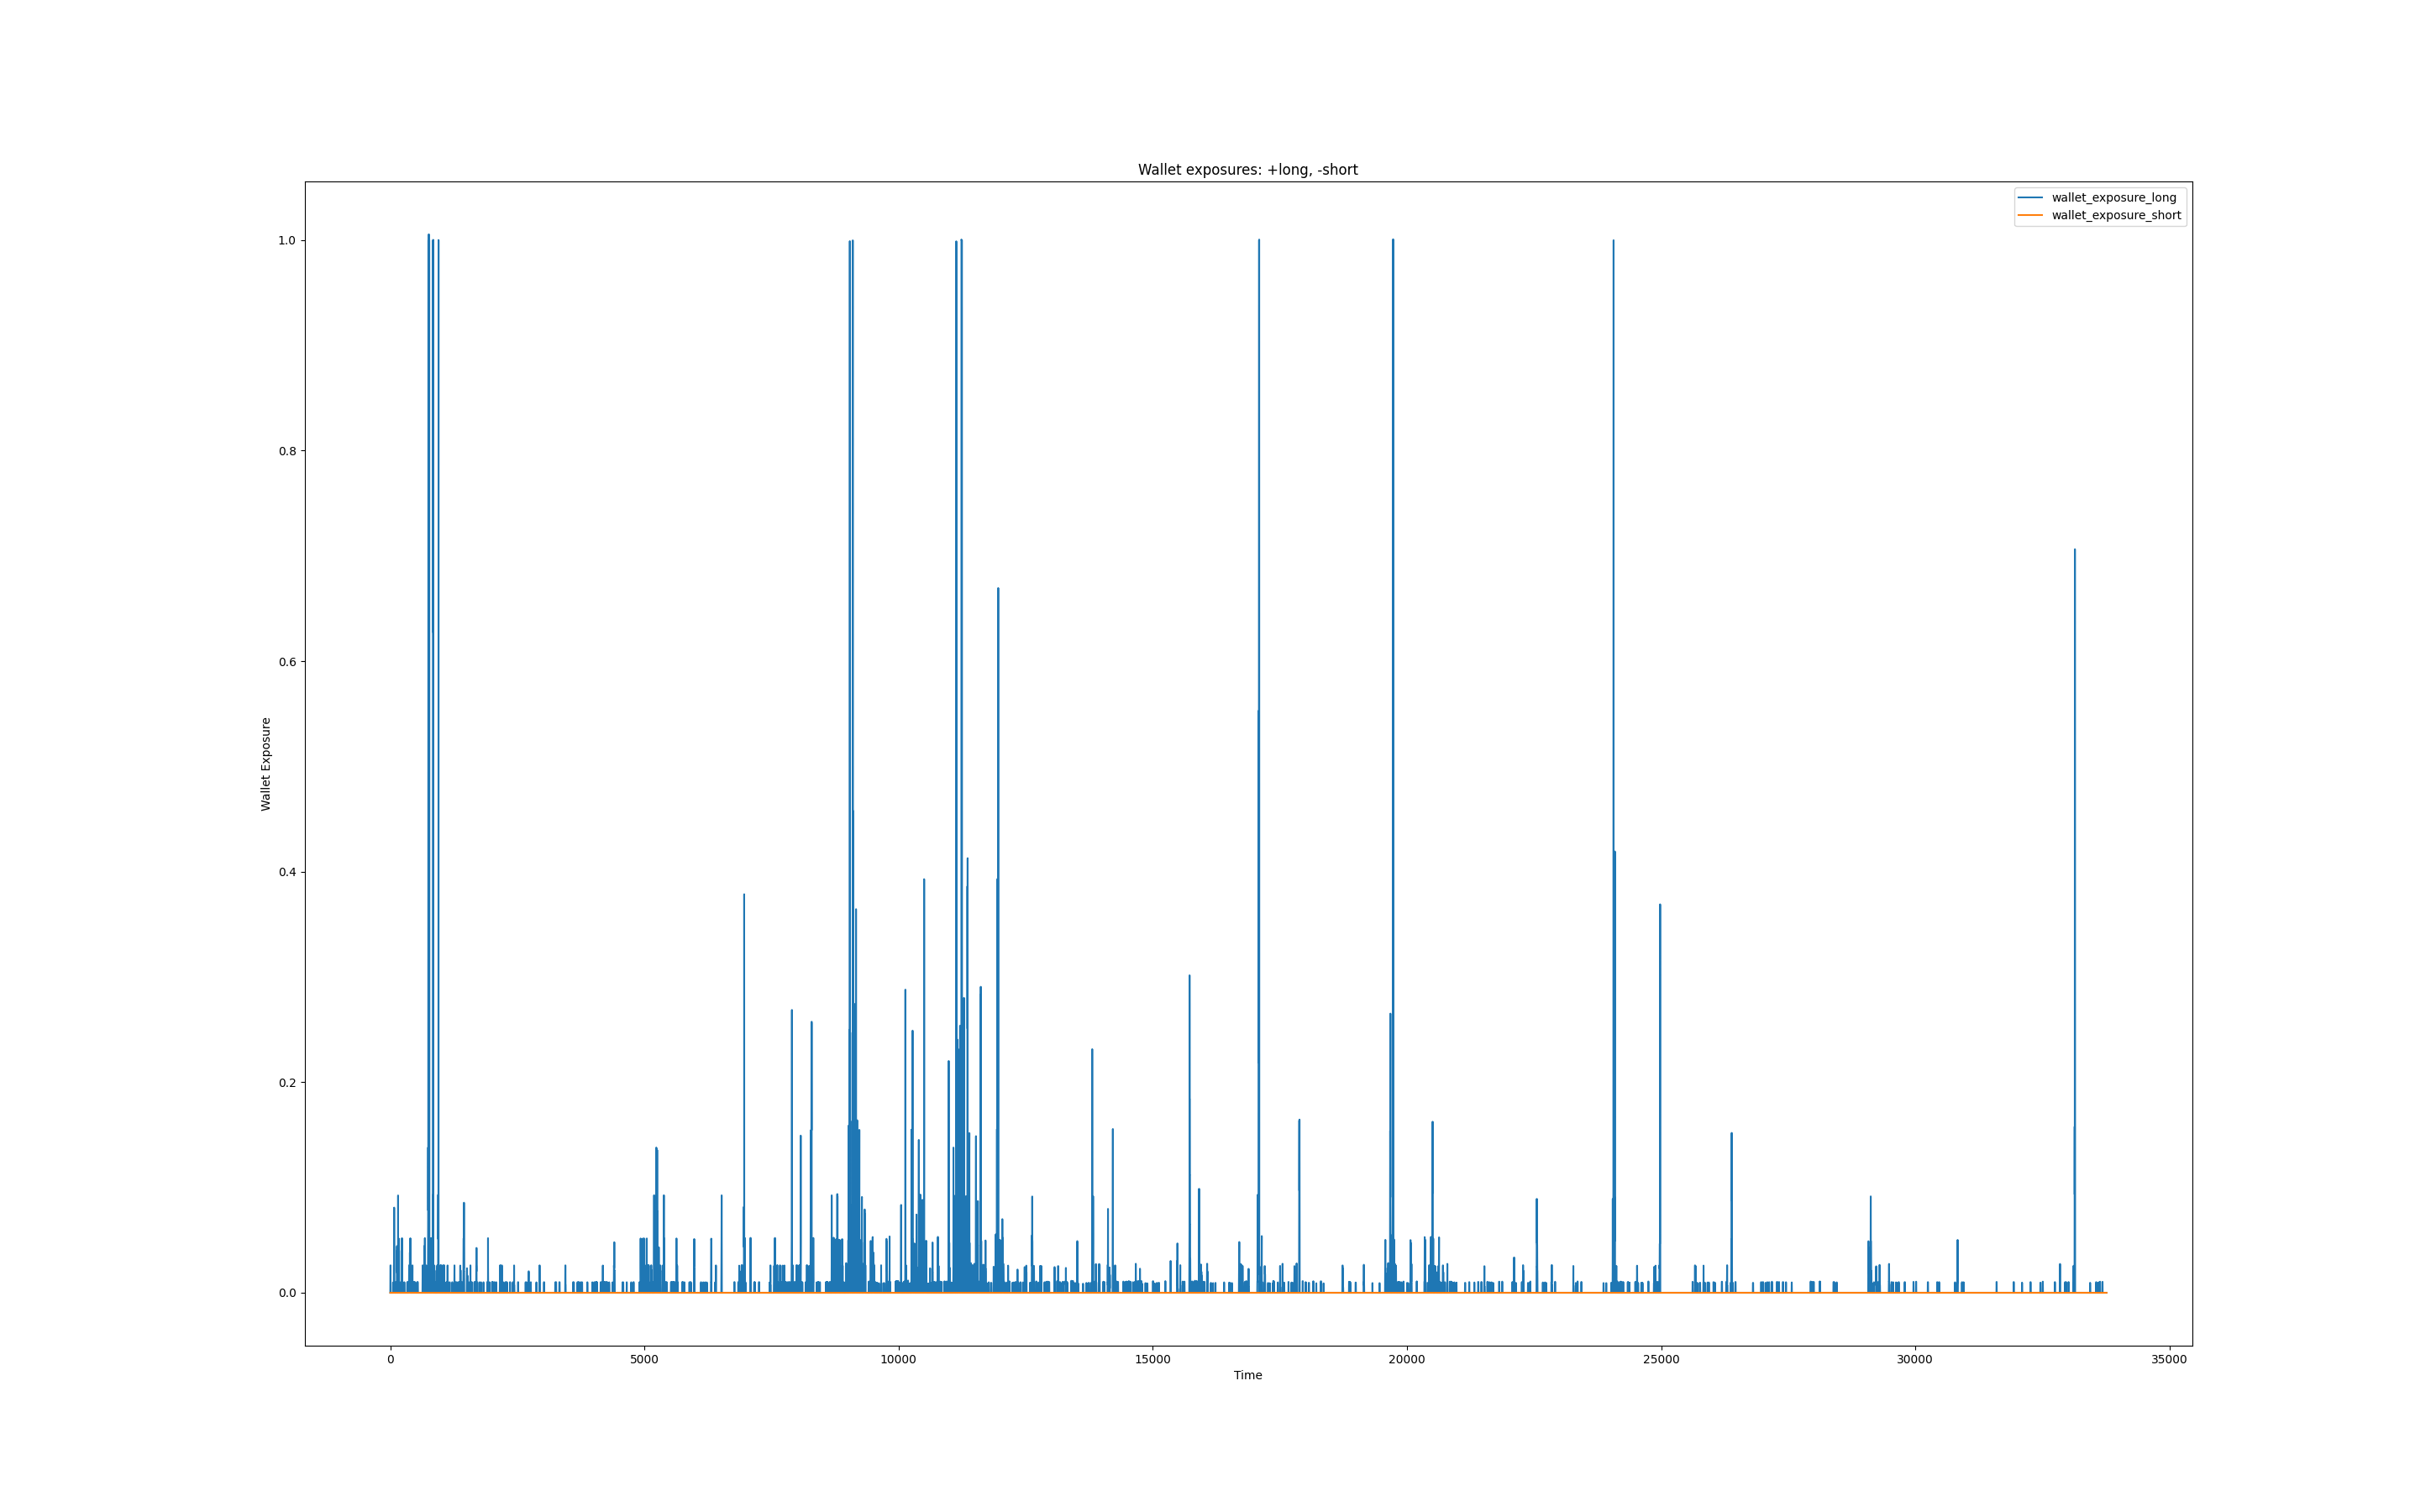 Wallet exposures: +long, -short
wallet_exposure_long
wallet_exposure_short
1.0
0.8
0.6
0.4
0.2
0.0
Wallet Exposure
0 5000 10000 15000 20000 25000 30000 35000
Time